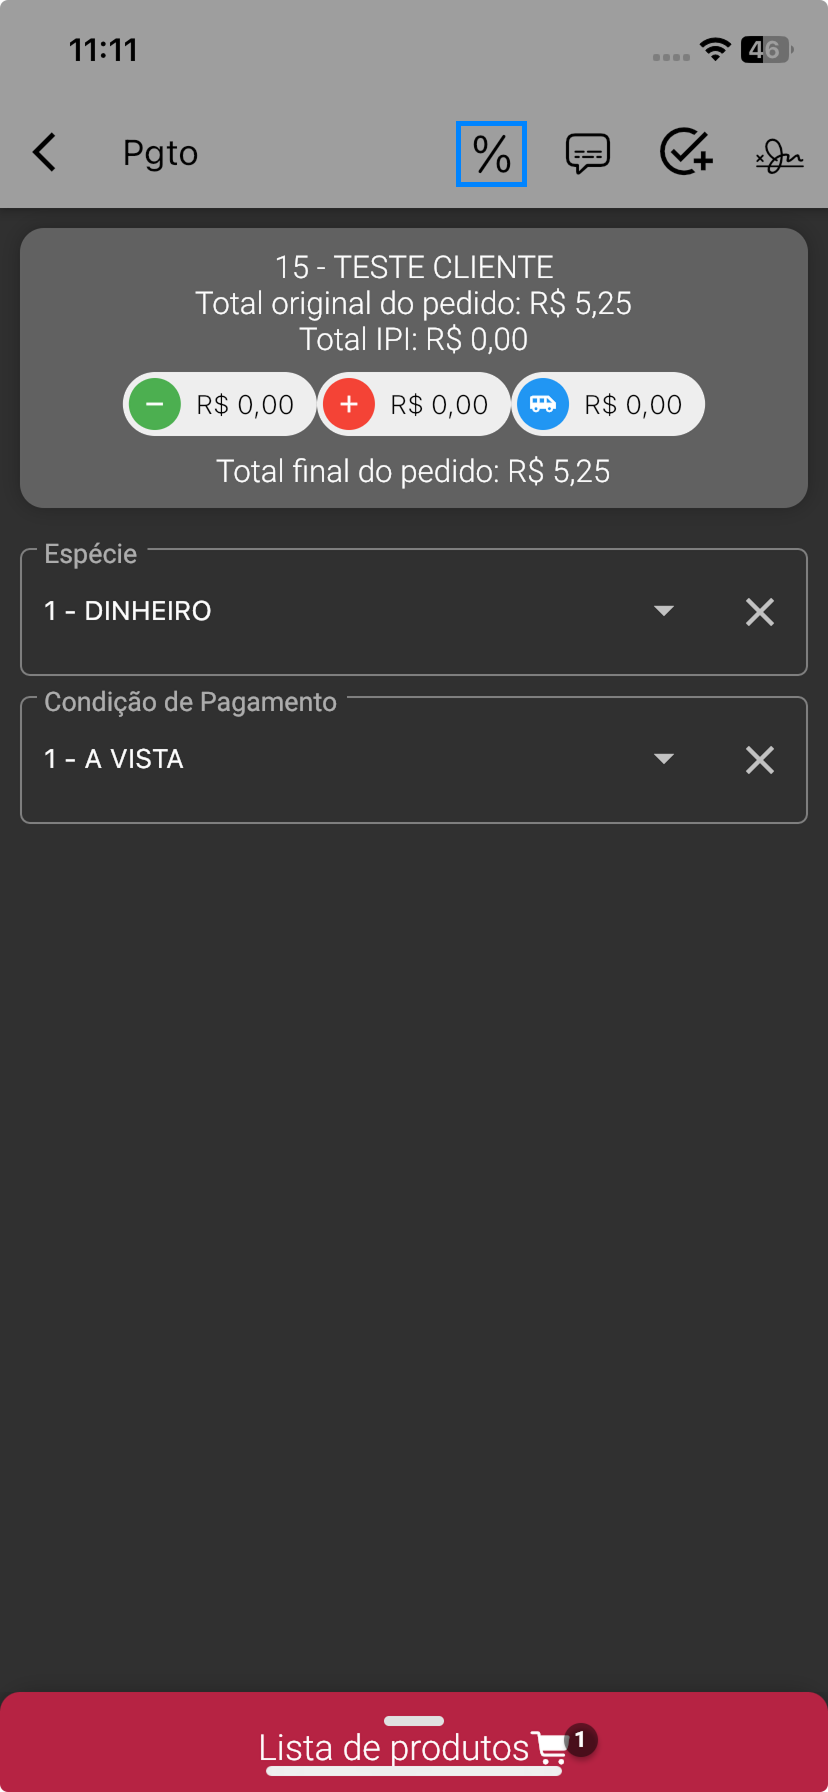 11:11
46
Pgto
%
15 - TESTE CLIENTE
Total original do pedido: R$ 5,25
Total IPI: R$ 0,00
R$ 0,00 R$ 0,00 R$ 0,00
Total final do pedido: R$ 5,25
Espécie
1 - DINHEIRO
Condição de Pagamento
1 - A VISTA
Lista de produtos 1